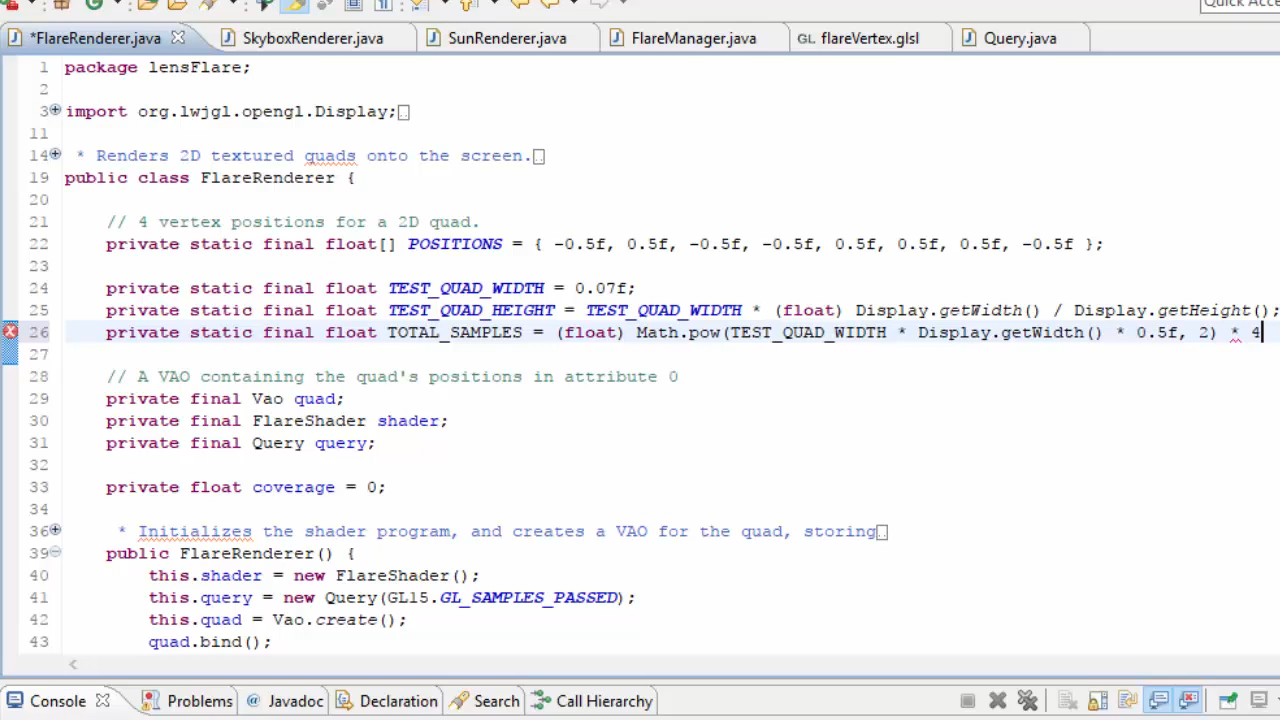 Quick Acce
*FlareRenderer.java SkyboxRenderer.java SunRenderer.java FlareManager.java GL flareVertex.glsl Query.java
1 package lensFlare;
2
3 import org.lwjgl.opengl.Display;
11
14 * Renders 2D textured quads onto the screen.
19 public class FlareRenderer {
20
21 // 4 vertex positions for a 2D quad.
22 private static final float[] POSITIONS = { -0.5f, 0.5f, -0.5f, -0.5f, 0.5f, 0.5f, 0.5f, -0.5f };
23
24 private static final float TEST_QUAD_WIDTH = 0.07f;
25 private static final float TEST_QUAD_HEIGHT = TEST_QUAD_WIDTH * (float) Display.getWidth() / Display.getHeight();
26 private static final float TOTAL_SAMPLES = (float) Math.pow(TEST_QUAD_WIDTH * Display.getWidth() * 0.5f, 2) * 4
27
28 // A VAO containing the quad's positions in attribute 0
29 private final Vao quad;
30 private final FlareShader shader;
31 private final Query query;
32
33 private float coverage = 0;
34
36 * Initializes the shader program, and creates a VAO for the quad, storing
39 public FlareRenderer() {
40 this.shader = new FlareShader();
41 this.query = new Query(GL15.GL_SAMPLES_PASSED);
42 this.quad = Vao.create();
43 quad.bind();
Console Problems @ Javadoc Declaration Search Call Hierarchy